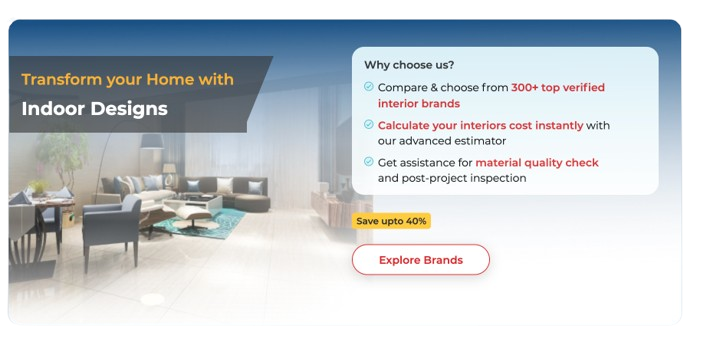 Transform your Home with
Indoor Designs
Why choose us?
Compare & choose from 300+ top verified
interior brands
Calculate your interiors cost instantly with
our advanced estimator
Get assistance for material quality check
and post-project inspection
Save upto 40%
Explore Brands